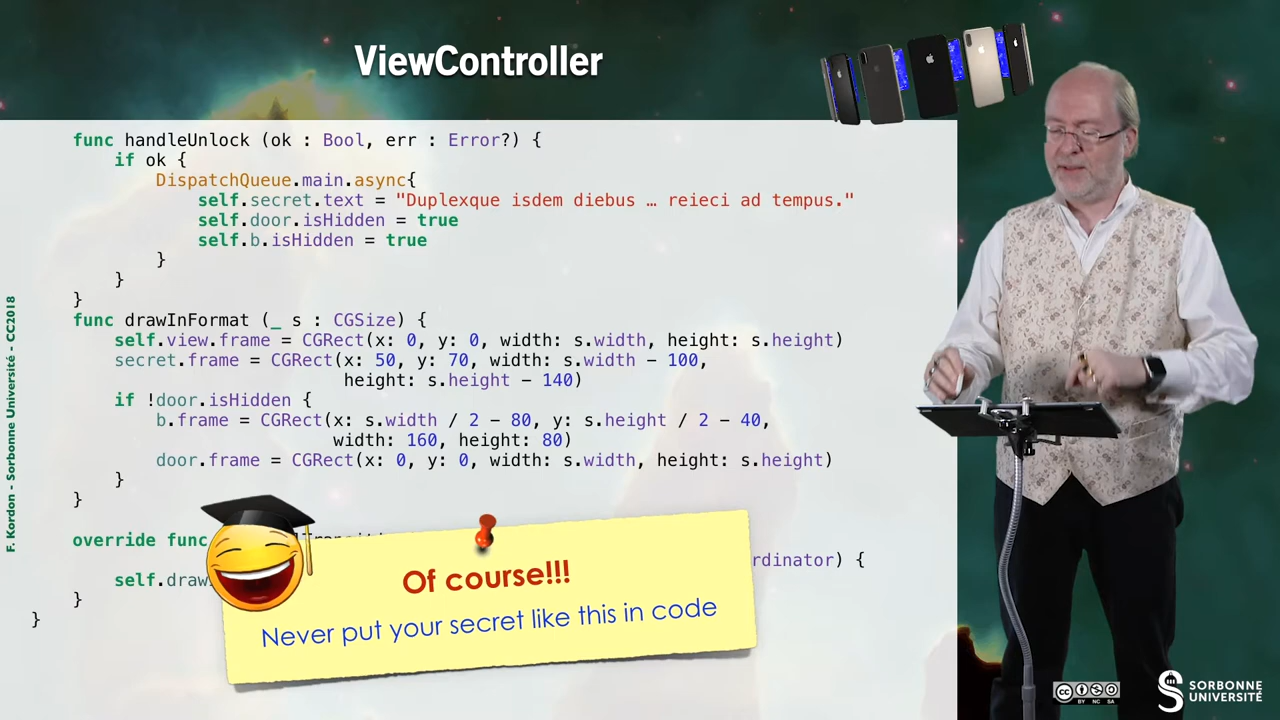 ViewController
func handleUnlock (ok : Bool, err : Error?) {
if ok {
DispatchQueue.main.async{
self.secret.text = "Duplexque isdem diebus … reieci ad tempus."
self.door.isHidden = true
self.b.isHidden = true
}
}
}
func drawInFormat (_ s : CGSize) {
self.view.frame = CGRect(x: 0, y: 0, width: s.width, height: s.height)
secret.frame = CGRect(x: 50, y: 70, width: s.width - 100,
height: s.height - 140)
if !door.isHidden {
b.frame = CGRect(x: s.width / 2 - 80, y: s.height / 2 - 40,
width: 160, height: 80)
door.frame = CGRect(x: 0, y: 0, width: s.width, height: s.height)
}
}
override func
rdinator) {
self.draw
}
}
Of course!!!
Never put your secret like this in code
F. Kordon - Sorbonne Université - CC2018
cc
BY NC SA
SORBONNE
UNIVERSITÉ